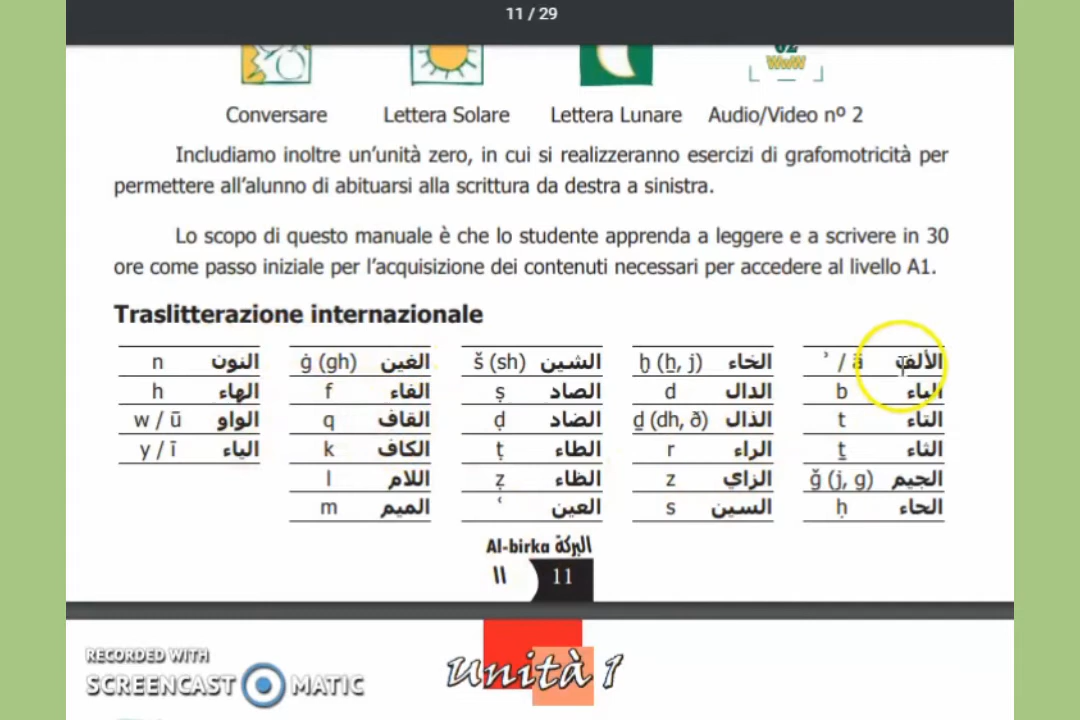 11 / 29
02
WwW
Conversare Lettera Solare Lettera Lunare Audio/Video nº 2
Includiamo inoltre un’unità zero, in cui si realizzeranno esercizi di grafomotricità per
permettere all’alunno di abituarsi alla scrittura da destra a sinistra.
Lo scopo di questo manuale è che lo studente apprenda a leggere e a scrivere in 30
ore come passo iniziale per l’acquisizione dei contenuti necessari per accedere al livello A1.
Traslitterazione internazionale
n النون ġ (gh) الغين š (sh) الشين ḫ (ẖ, j) الخاء ʾ / ā الألف
h الهاء f الفاء ṣ الصاد d الدال b الباء
w / ū الواو q القاف ḍ الضاد ḏ (dh, ð) الذال t التاء
y / ī الياء k الكاف ṭ الطاء r الراء ṯ الثاء
l اللام ẓ الظاء z الزاي ğ (j, g) الجيم
m الميم ʿ العين s السين ḥ الحاء
Al-birka البركة
١١ 11
Unità 1
RECORDED WITH
SCREENCAST MATIC